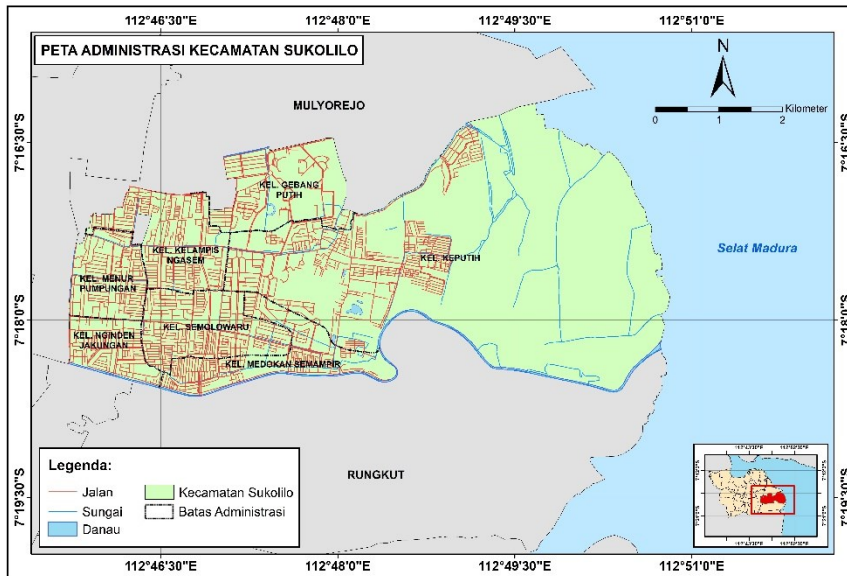 112°46'30"E 112°48'0"E 112°49'30"E 112°51'0"E
PETA ADMINISTRASI KECAMATAN SUKOLILO
N
Kilometer
0 1 2
MULYOREJO
7°16'30"S 7°16'30"S
KEL. GEBANG
PUTIH
KEL. KELAMPIS
NGASEM
KEL. KEPUTIH
Selat Madura
KEL. MENUR
PUMPUNGAN
7°18'0"S 7°18'0"S
KEL. SEMOLOWARU
KEL. NGINDEN
JAKUNGAN
KEL. MEDOKAN SEMAMPIR
RUNGKUT
Legenda:
Jalan
Sungai
Danau
Kecamatan Sukolilo
Batas Administrasi
7°19'30"S 7°19'30"S
112°46'30"E 112°48'0"E 112°49'30"E 112°51'0"E